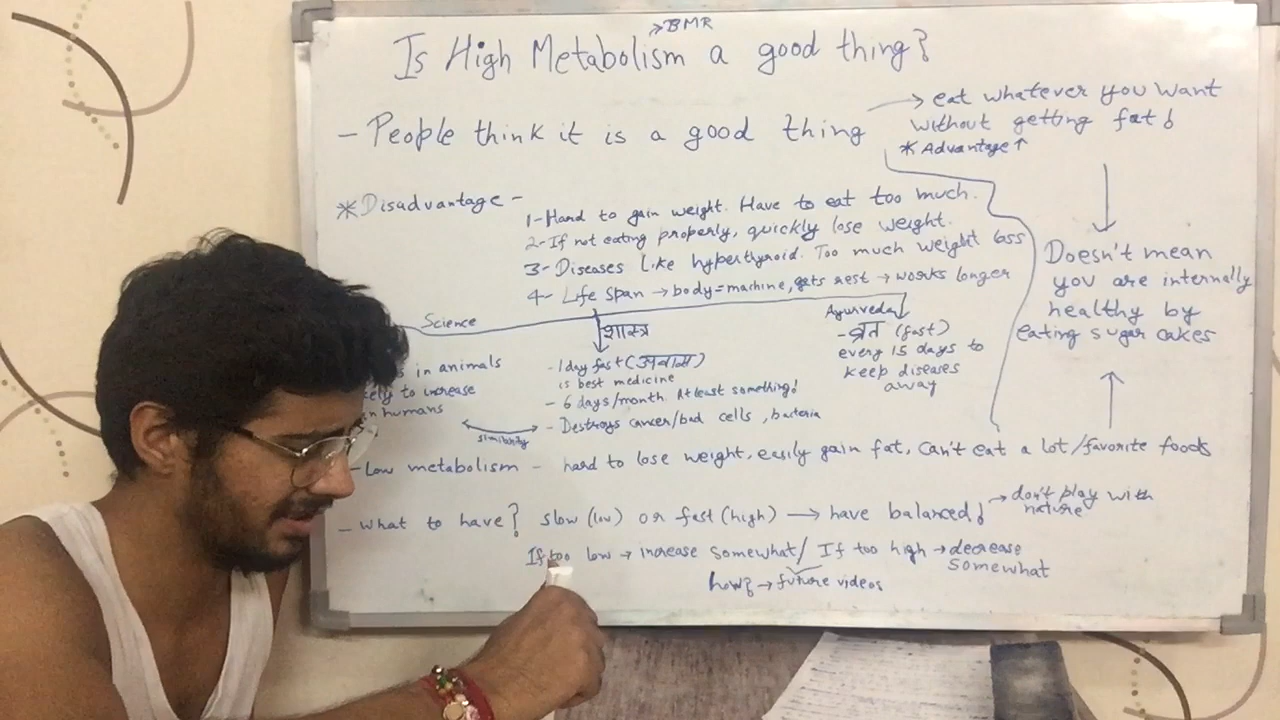 →BMR
Is High Metabolism a good thing?
- People think it is a good thing
→ eat whatever you want
without getting fat!
* Advantage ↑
Doesn't mean
you are internally
healthy by
eating sugar cakes
* Disadvantage -
1- Hard to gain weight. Have to eat too much.
2- If not eating properly, quickly lose weight.
3- Diseases like hyperthyroid. Too much weight loss
4- Life span → body=machine, gets rest → works longer
Science
in animals
to increase
humans
शास्त्र
- 1 day fast (
is best medicine
- 6 days/month. At least something!
- Destroys cancer/bad cells, bacteria
similarity
Ayurveda
- व्रत (fast)
every 15 days to
keep diseases
away
- Low metabolism - hard to lose weight, easily gain fat, can't eat a lot/favorite foods
- What to have? slow (low) or fast (high) → have balanced!
→ don't play with
nature
If too low → increase somewhat/ If too high → decrease
somewhat
how? → future videos